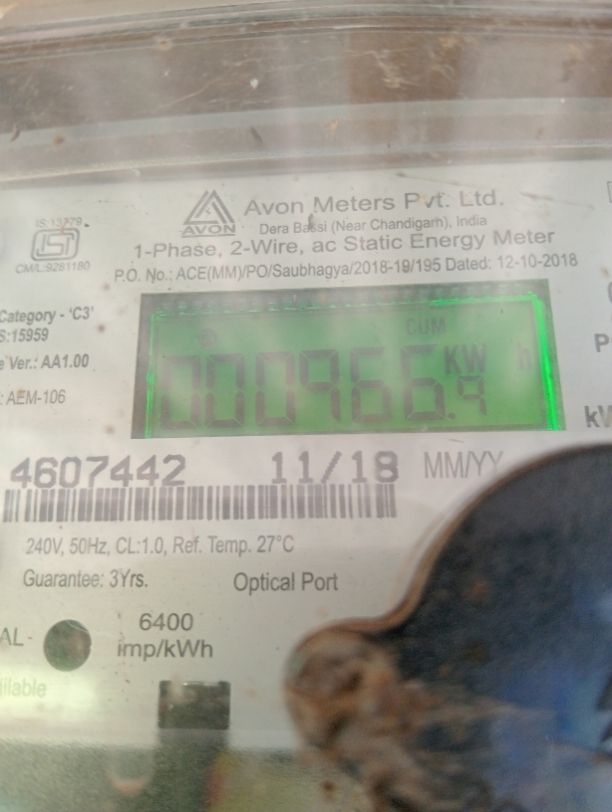 Avon Meters Pvt. Ltd.
AVON
Dera Bassi (Near Chandigarh), India
IS:13779
ISI
CM/L:9281180
1-Phase, 2-Wire, ac Static Energy Meter
P.O. No.: ACE(MM)/PO/Saubhagya/2018-19/195 Dated: 12-10-2018
Category - 'C3'
S:15959
e Ver.: AA1.00
: AEM-106
CUM
000966.9 KW h
4607442 11/18 MM/YY
240V, 50Hz, CL:1.0, Ref. Temp. 27°C
Guarantee: 3Yrs. Optical Port
AL- 6400
imp/kWh